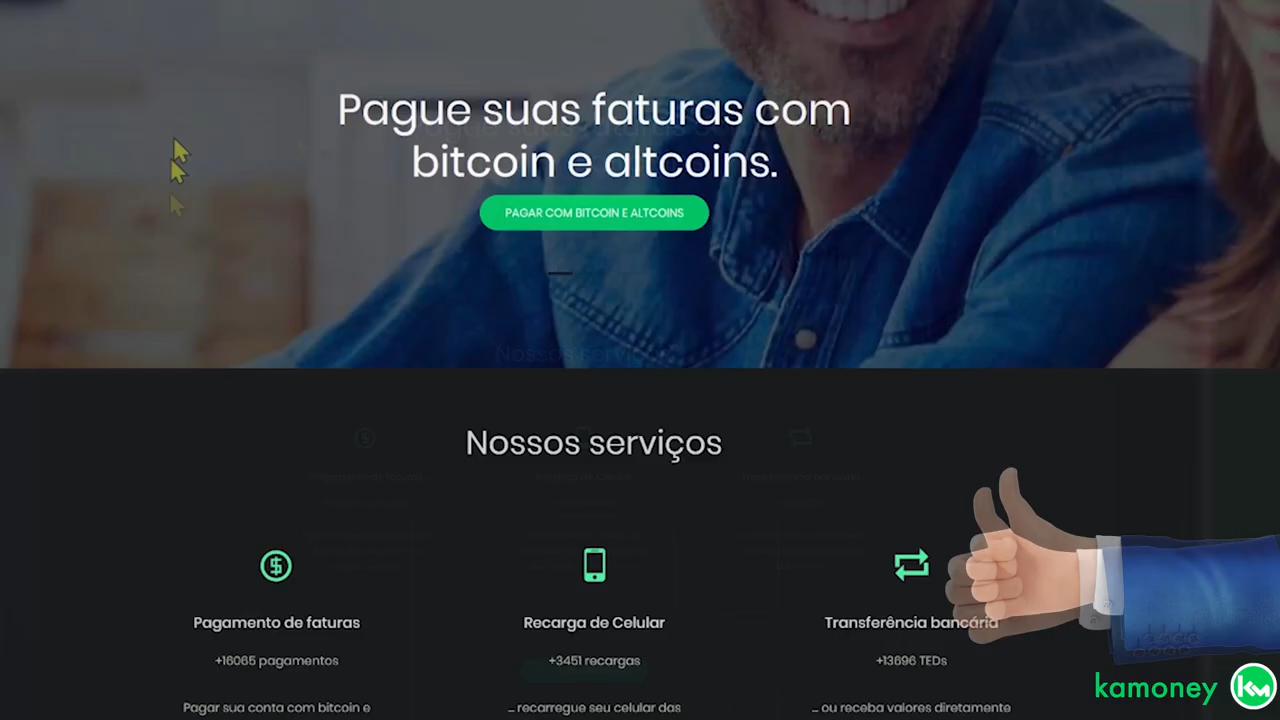 Pague suas faturas com
bitcoin e altcoins.
PAGAR COM BITCOIN E ALTCOINS
Nossos serviços
Nossos serviços
Pagamento de faturas
Recarga de Celular
Transferência bancária
+16065 pagamentos
+3451 recargas
+13696 TEDs
Pagar sua conta com bitcoin e
... recarregue seu celular das
... ou receba valores diretamente
kamoney